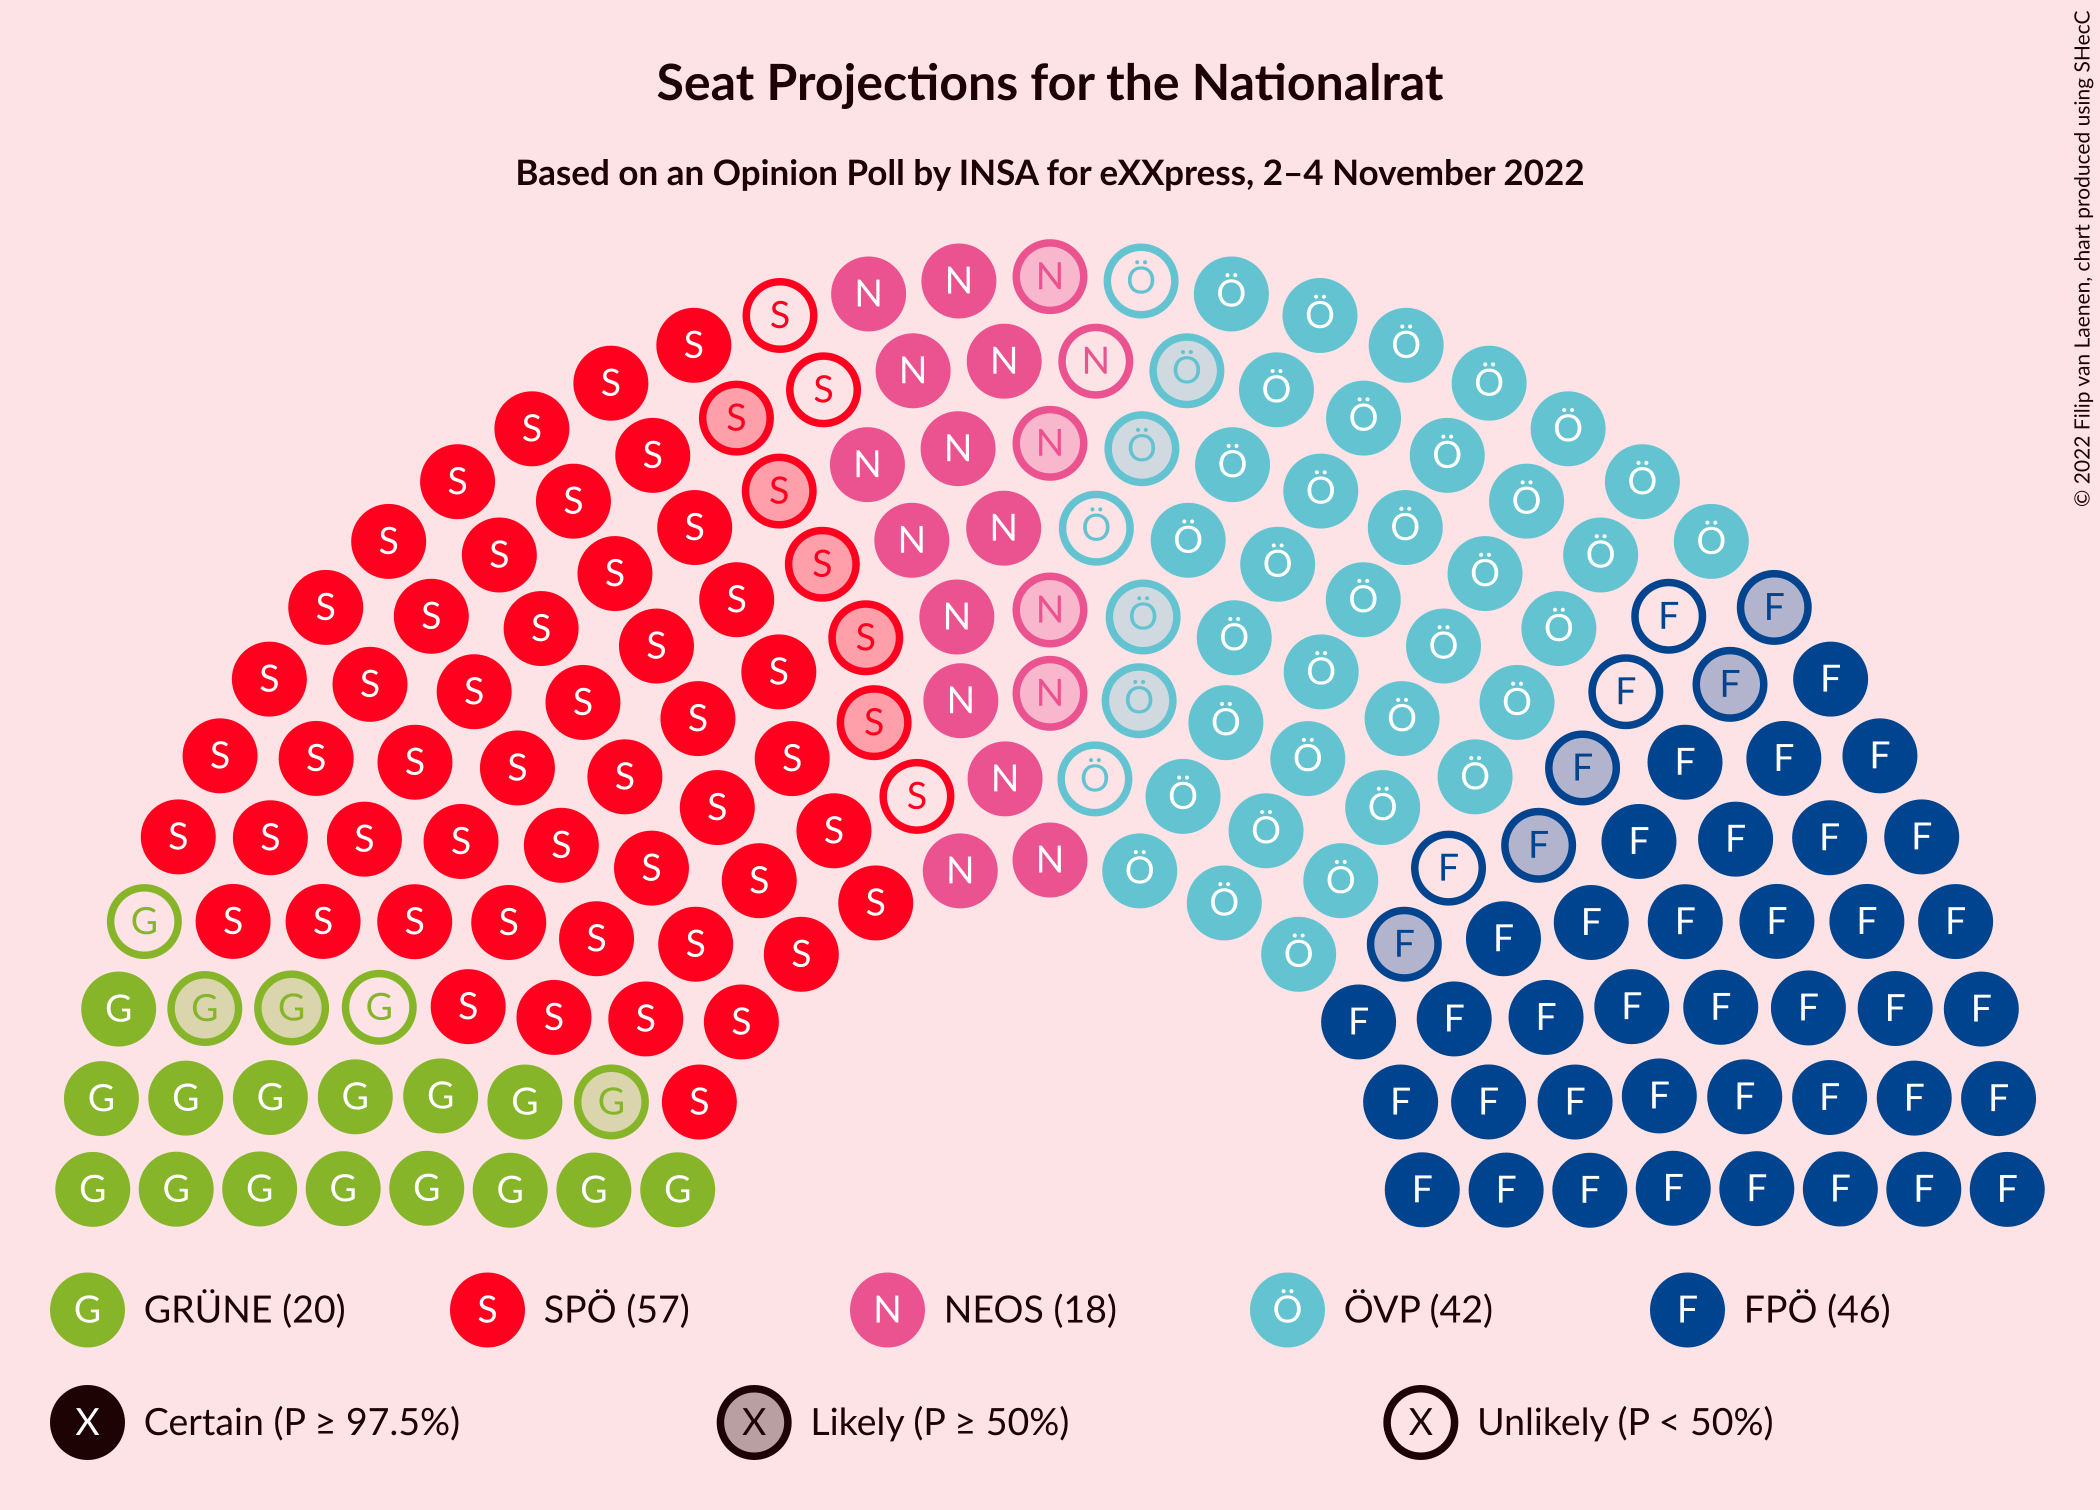 Seat Projections for the Nationalrat
Based on an Opinion Poll by INSA for eXXpress, 2–4 November 2022
© 2022 Filip van Laenen, chart produced using SHecC
N N N Ö Ö
S S Ö
S N N N Ö Ö Ö
S S S Ö Ö Ö
S S N N N Ö Ö Ö Ö
S S S Ö Ö Ö
S S S N N Ö Ö Ö Ö Ö Ö
S S S S Ö Ö Ö F
S S S S N N Ö Ö Ö Ö F
S S S S S N N Ö Ö Ö Ö F F F
S S S S S S Ö Ö Ö F F F F
S S S S S S N Ö Ö Ö F F F F
S S S S S S S Ö Ö F F F F F
S S S N N Ö Ö Ö F
G S S S S S S S Ö Ö F F F F F F F
G G G G S S S S F F F F F F F F
G G G G G G G S F F F F F F F F
G G G G G G G G F F F F F F F F
G GRÜNE (20) S SPÖ (57) N NEOS (18) Ö ÖVP (42) F FPÖ (46)
X Certain (P ≥ 97.5%) X Likely (P ≥ 50%) X Unlikely (P < 50%)